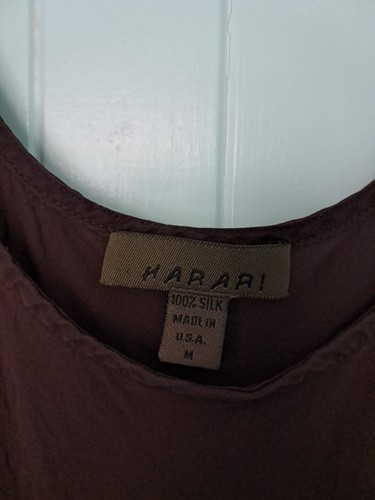 HARARI
100% SILK
MADE IN
U.S.A.
M